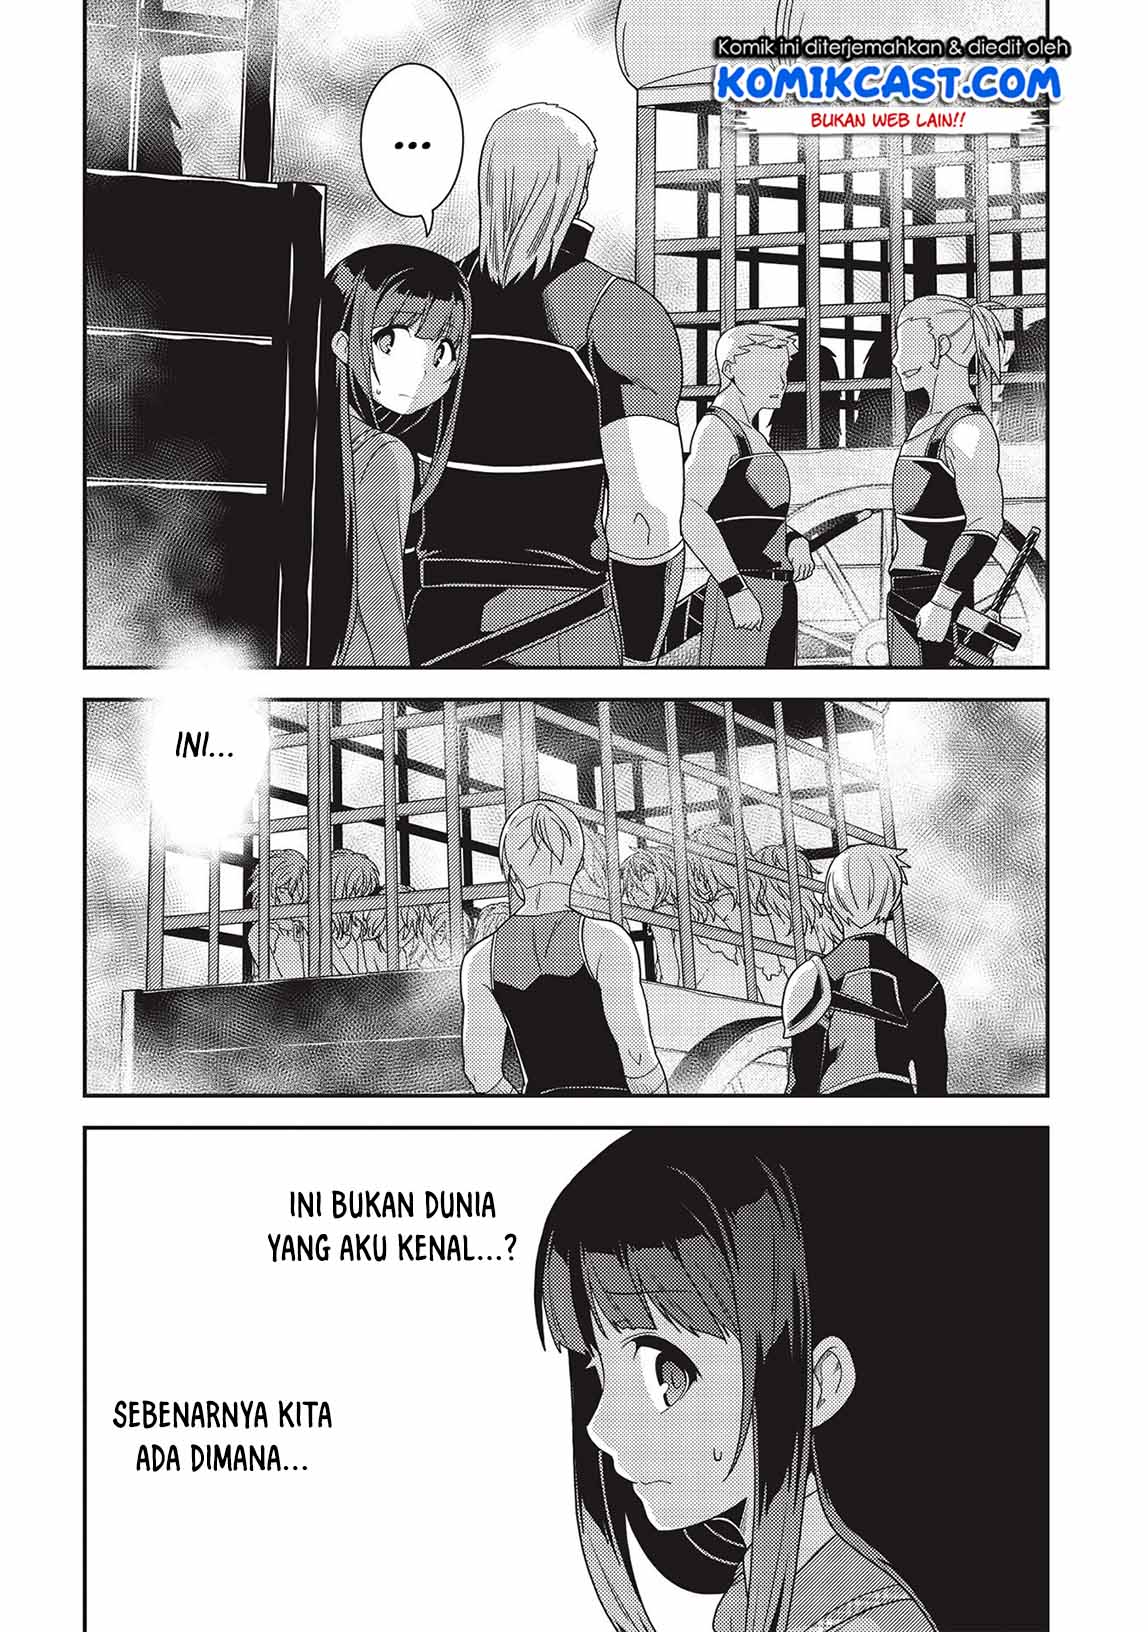 Komik ini diterjemahkan & diedit oleh
KOMIKCAST.COM
BUKAN WEB LAIN!!
...
INI...
INI BUKAN DUNIA
YANG AKU KENAL...?
SEBENARNYA KITA
ADA DIMANA...